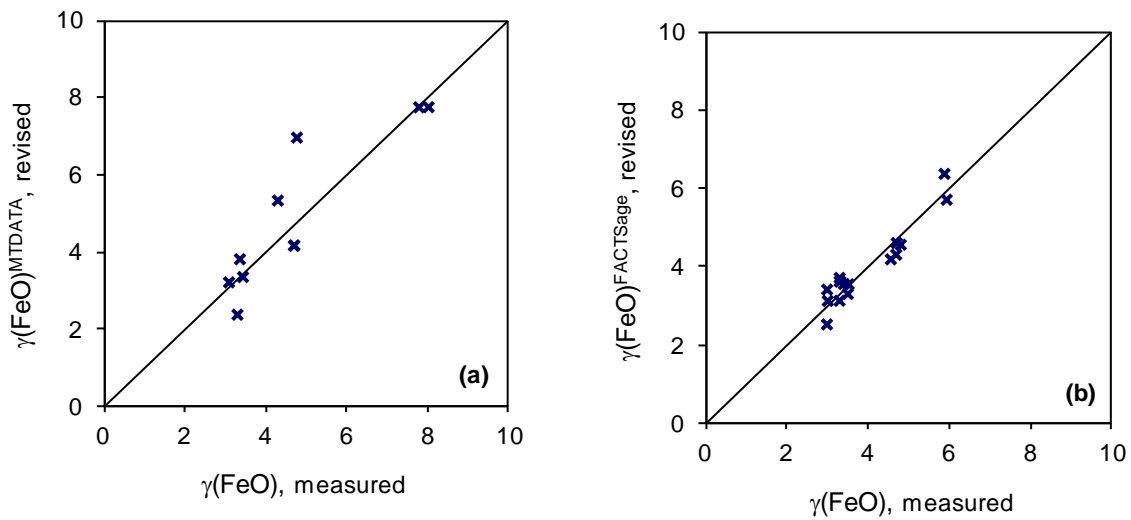 γ(FeO)^MTDATA, revised
10
8
6
4
2
0
0 2 4 6 8 10
γ(FeO), measured
(a)
γ(FeO)^FACTSage, revised
10
8
6
4
2
0
0 2 4 6 8 10
γ(FeO), measured
(b)